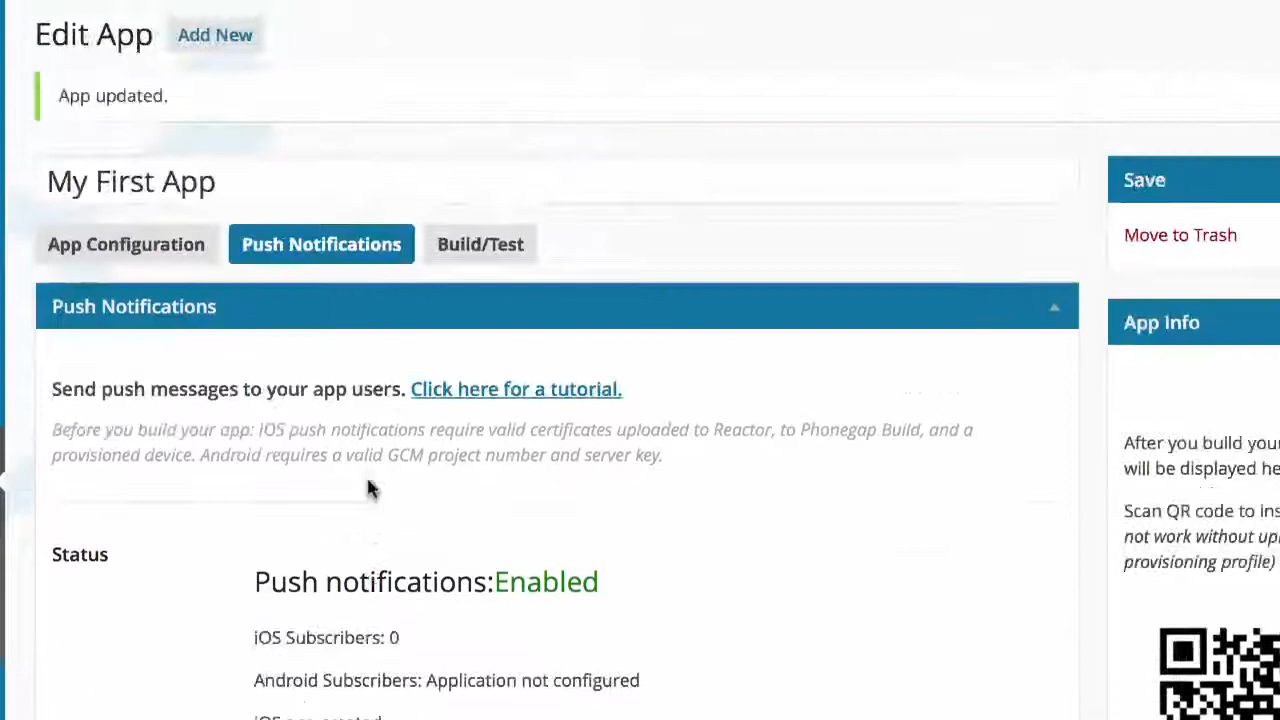 Edit App Add New
App updated.
My First App
Save
Move to Trash
App Configuration Push Notifications Build/Test
Push Notifications
App Info
Send push messages to your app users. Click here for a tutorial.
Before you build your app: iOS push notifications require valid certificates uploaded to Reactor, to Phonegap Build, and a
provisioned device. Android requires a valid GCM project number and server key.
After you build your
will be displayed he
Scan QR code to ins
not work without upl
provisioning profile)
Status
Push notifications:Enabled
iOS Subscribers: 0
Android Subscribers: Application not configured